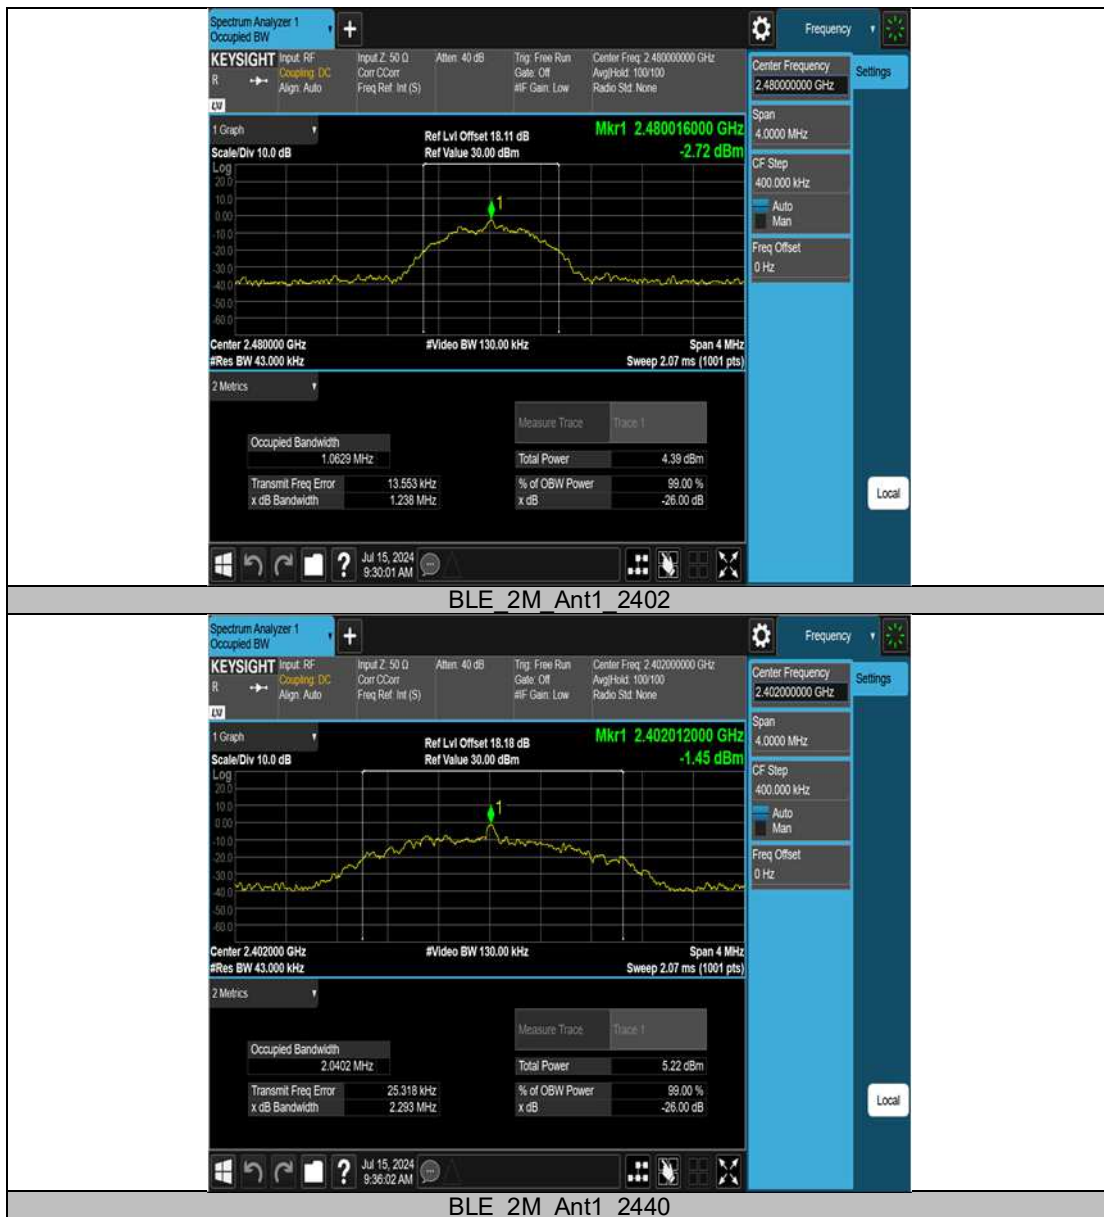 Spectrum Analyzer 1
Occupied BW
+
Frequency
KEYSIGHT Input: RF Input Z: 50 Ω Atten: 40 dB Trig: Free Run Center Freq: 2.480000000 GHz
R Coupling: DC Corr CCorr Gate: Off Avg|Hold: 100/100
Align: Auto Freq Ref: Int (S) #IF Gain: Low Radio Std: None
Center Frequency
2.480000000 GHz
Settings
Span
4.0000 MHz
CF Step
400.000 kHz
Auto
Man
Freq Offset
0 Hz
Local
1 Graph
Ref Lvl Offset 18.11 dB
Mkr1 2.480016000 GHz
Scale/Div 10.0 dB Ref Value 30.00 dBm -2.72 dBm
Log
20.0
10.0
0.00
-10.0
-20.0
-30.0
-40.0
-50.0
-60.0
1
Center 2.480000 GHz #Video BW 130.00 kHz Span 4 MHz
#Res BW 43.000 kHz Sweep 2.07 ms (1001 pts)
2 Metrics
Measure Trace Trace 1
Occupied Bandwidth
1.0629 MHz Total Power 4.39 dBm
Transmit Freq Error 13.553 kHz % of OBW Power 99.00 %
x dB Bandwidth 1.238 MHz x dB -26.00 dB
? Jul 15, 2024
9:30:01 AM
BLE_2M_Ant1_2402
Spectrum Analyzer 1
Occupied BW
+
Frequency
KEYSIGHT Input: RF Input Z: 50 Ω Atten: 40 dB Trig: Free Run Center Freq: 2.402000000 GHz
R Coupling: DC Corr CCorr Gate: Off Avg|Hold: 100/100
Align: Auto Freq Ref: Int (S) #IF Gain: Low Radio Std: None
Center Frequency
2.402000000 GHz
Settings
Span
4.0000 MHz
CF Step
400.000 kHz
Auto
Man
Freq Offset
0 Hz
Local
1 Graph
Ref Lvl Offset 18.18 dB
Mkr1 2.402012000 GHz
Scale/Div 10.0 dB Ref Value 30.00 dBm -1.45 dBm
Log
20.0
10.0
0.00
-10.0
-20.0
-30.0
-40.0
-50.0
-60.0
1
Center 2.402000 GHz #Video BW 130.00 kHz Span 4 MHz
#Res BW 43.000 kHz Sweep 2.07 ms (1001 pts)
2 Metrics
Measure Trace Trace 1
Occupied Bandwidth
2.0402 MHz Total Power 5.22 dBm
Transmit Freq Error 25.318 kHz % of OBW Power 99.00 %
x dB Bandwidth 2.293 MHz x dB -26.00 dB
? Jul 15, 2024
9:36:02 AM
BLE_2M_Ant1_2440